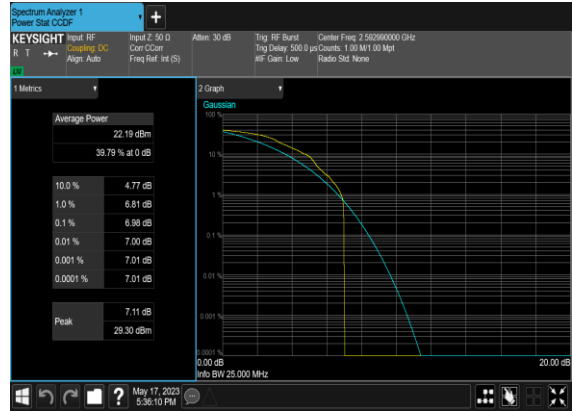 Spectrum Analyzer 1
Power Stat CCDF
KEYSIGHT
R T
LXI
Input: RF
Coupling: DC
Align: Auto
Input Z: 50 Ω
Corr CCorr
Freq Ref: Int (S)
Atten: 30 dB
Trig: RF Burst
Trig Delay: 500.0 µs
#IF Gain: Low
Center Freq: 2.592990000 GHz
Counts: 1.00 M/1.00 Mpt
Radio Std: None
1 Metrics
Average Power
22.19 dBm
39.79 % at 0 dB
10.0 % 4.77 dB
1.0 % 6.81 dB
0.1 % 6.98 dB
0.01 % 7.00 dB
0.001 % 7.01 dB
0.0001 % 7.01 dB
Peak
7.11 dB
29.30 dBm
2 Graph
Gaussian
100 %
10 %
1 %
0.1 %
0.01 %
0.001 %
0.0001 %
0.00 dB
20.00 dB
Info BW 25.000 MHz
?
May 17, 2023
5:36:10 PM